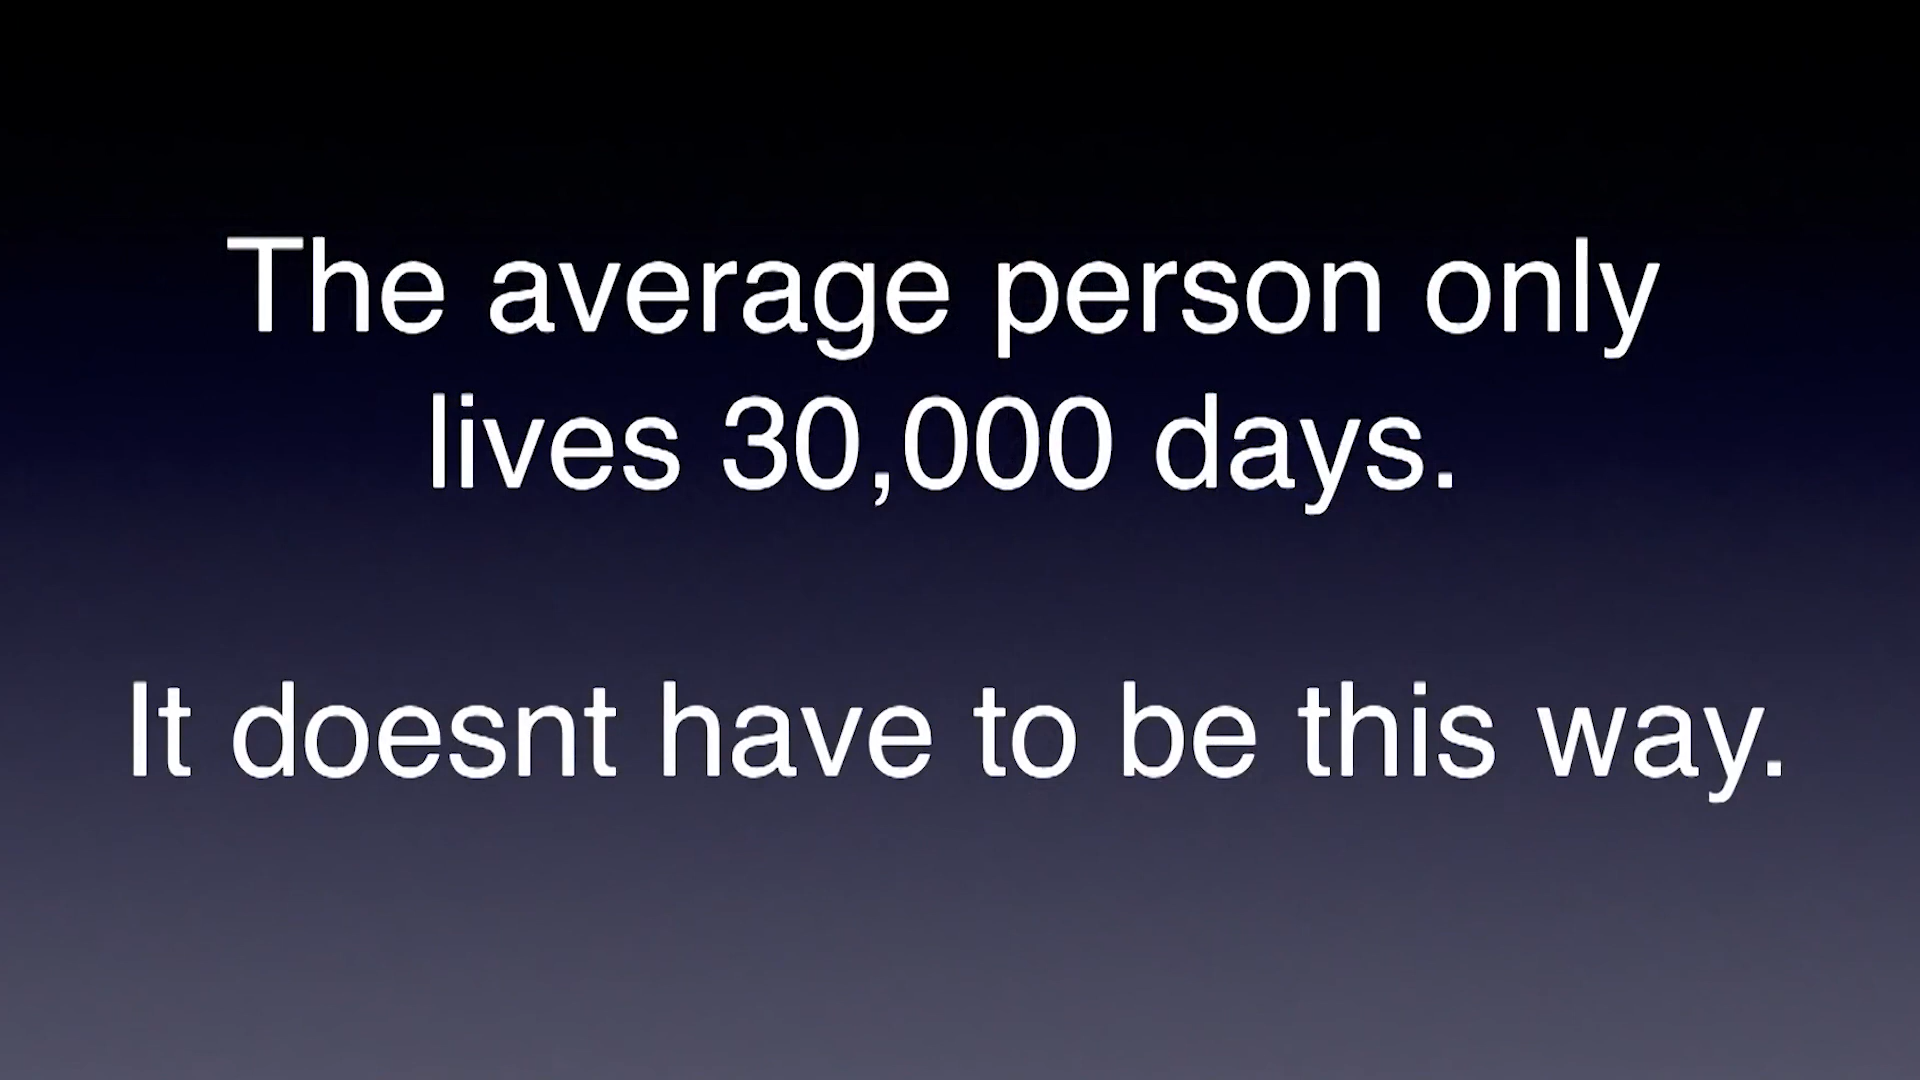 The average person only
lives 30,000 days.
It doesnt have to be this way.